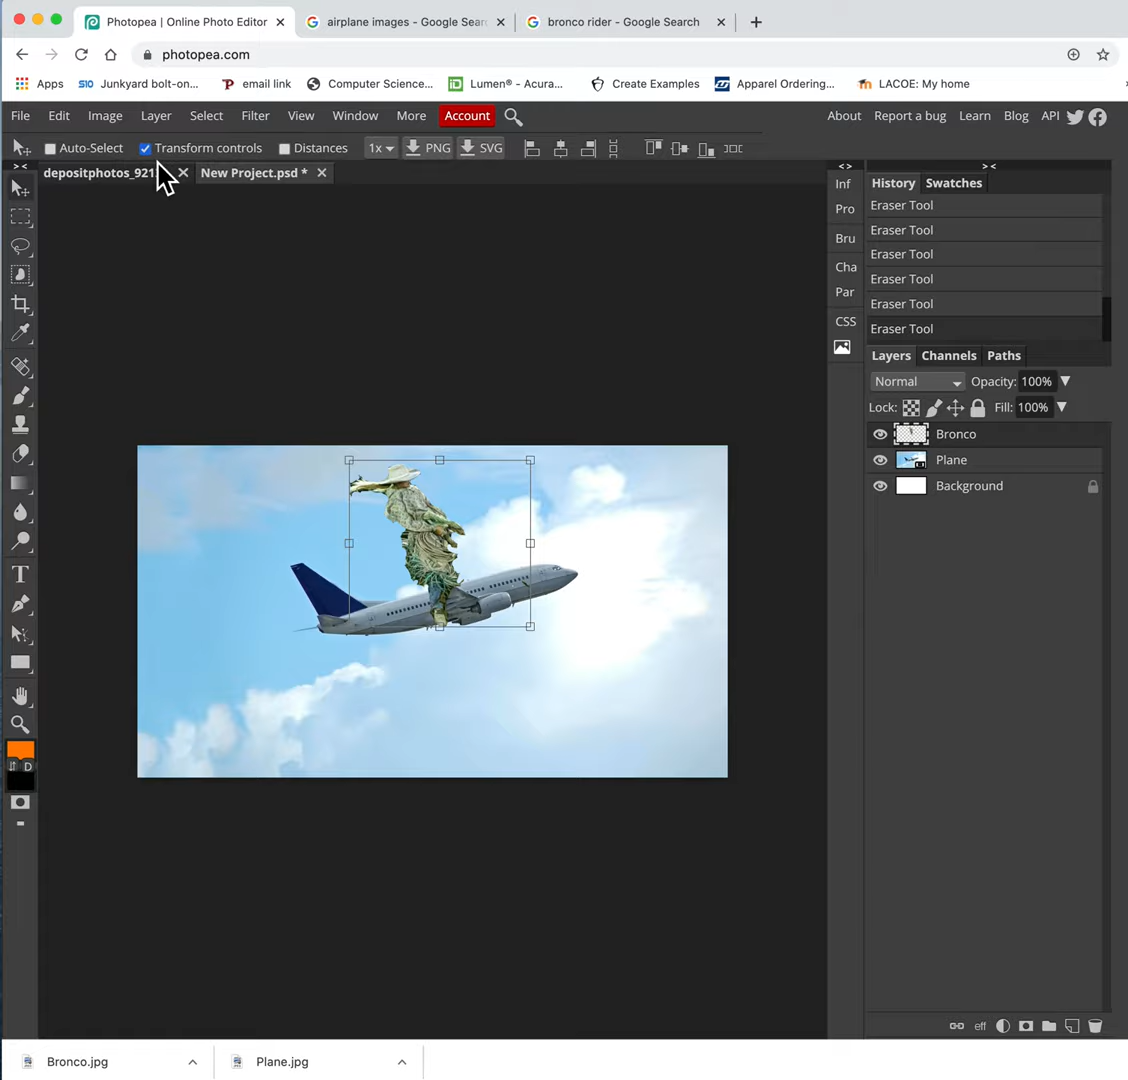 Photopea | Online Photo Editor
airplane images - Google Sear
bronco rider - Google Search
photopea.com
Apps
Junkyard bolt-on...
email link
Computer Science...
Lumen® - Acura...
Create Examples
Apparel Ordering...
LACOE: My home
File Edit Image Layer Select Filter View Window More Account
About Report a bug Learn Blog API
Auto-Select Transform controls Distances 1x PNG SVG
depositphotos_921
New Project.psd *
Inf
Pro
Bru
Cha
Par
CSS
History Swatches
Eraser Tool
Eraser Tool
Eraser Tool
Eraser Tool
Eraser Tool
Eraser Tool
Layers Channels Paths
Normal Opacity: 100%
Lock: Fill: 100%
Bronco
Plane
Background
T
D
eff
Bronco.jpg
Plane.jpg